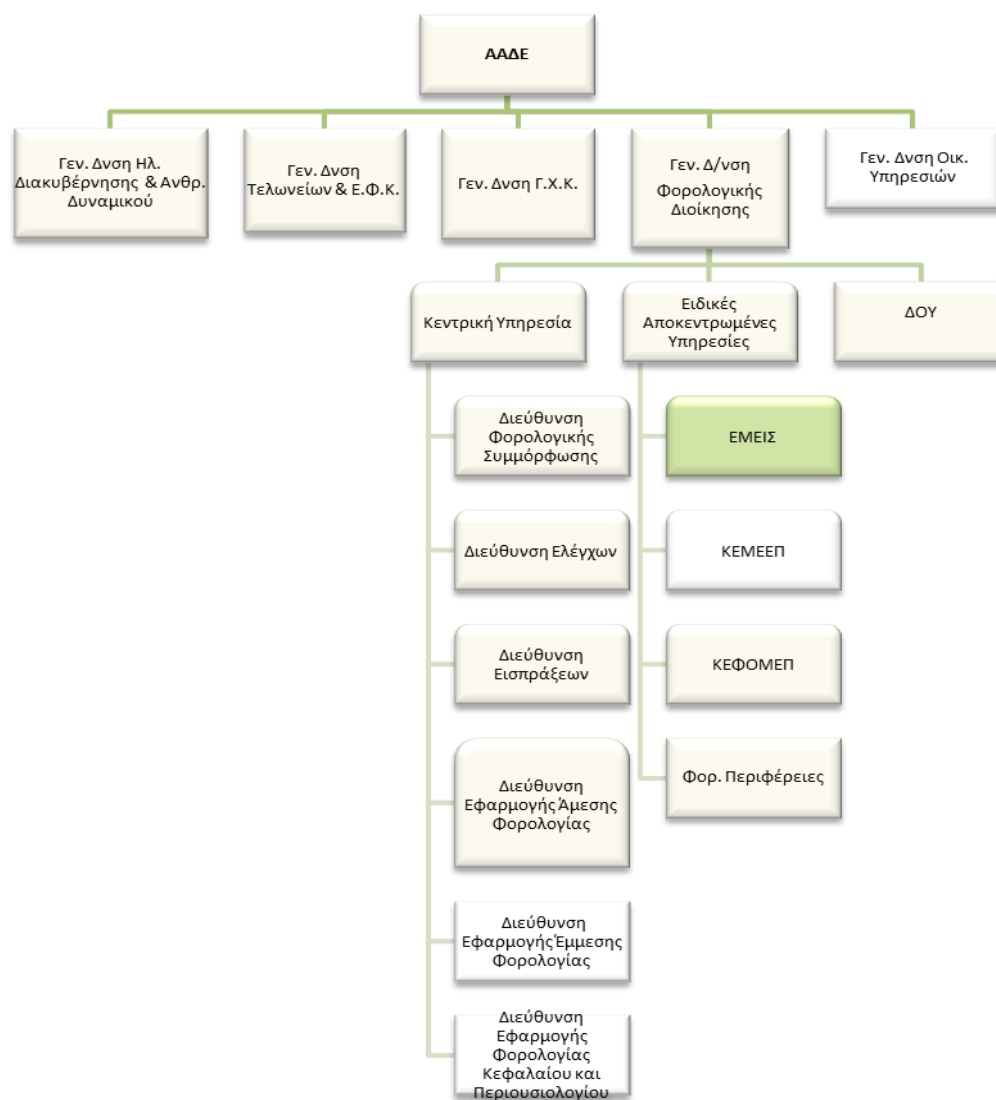 ΑΑΔΕ
Γεν. Δνση Ηλ.
Διακυβέρνησης & Ανθρ.
Δυναμικού
Γεν. Δνση
Τελωνείων & Ε.Φ.Κ.
Γεν. Δνση Γ.Χ.Κ.
Γεν. Δ/νση
Φορολογικής
Διοίκησης
Γεν. Δνση Οικ.
Υπηρεσιών
Κεντρική Υπηρεσία
Ειδικές
Αποκεντρωμένες
Υπηρεσίες
ΔΟΥ
Διεύθυνση
Φορολογικής
Συμμόρφωσης
ΕΜΕΙΣ
Διεύθυνση Ελέγχων
ΚΕΜΕΕΠ
Διεύθυνση
Εισπράξεων
ΚΕΦΟΜΕΠ
Διεύθυνση
Εφαρμογής Άμεσης
Φορολογίας
Φορ. Περιφέρειες
Διεύθυνση
Εφαρμογής Έμμεσης
Φορολογίας
Διεύθυνση
Εφαρμογής
Φορολογίας
Κεφαλαίου και
Περιουσιολογίου